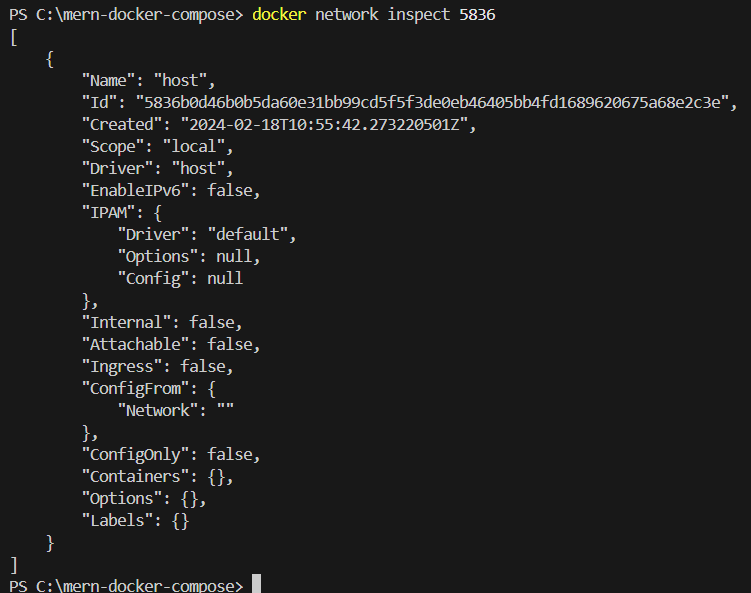 PS C:\mern-docker-compose> docker network inspect 5836
[
    {
        "Name": "host",
        "Id": "5836b0d46b0b5da60e31bb99cd5f5f3de0eb46405bb4fd1689620675a68e2c3e",
        "Created": "2024-02-18T10:55:42.273220501Z",
        "Scope": "local",
        "Driver": "host",
        "EnableIPv6": false,
        "IPAM": {
            "Driver": "default",
            "Options": null,
            "Config": null
        },
        "Internal": false,
        "Attachable": false,
        "Ingress": false,
        "ConfigFrom": {
            "Network": ""
        },
        "ConfigOnly": false,
        "Containers": {},
        "Options": {},
        "Labels": {}
    }
]
PS C:\mern-docker-compose>